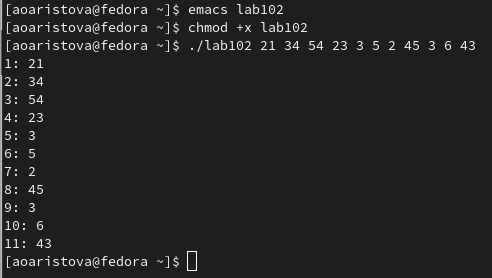 [aoaristova@fedora ~]$ emacs lab102
[aoaristova@fedora ~]$ chmod +x lab102
[aoaristova@fedora ~]$ ./lab102 21 34 54 23 3 5 2 45 3 6 43
1: 21
2: 34
3: 54
4: 23
5: 3
6: 5
7: 2
8: 45
9: 3
10: 6
11: 43
[aoaristova@fedora ~]$